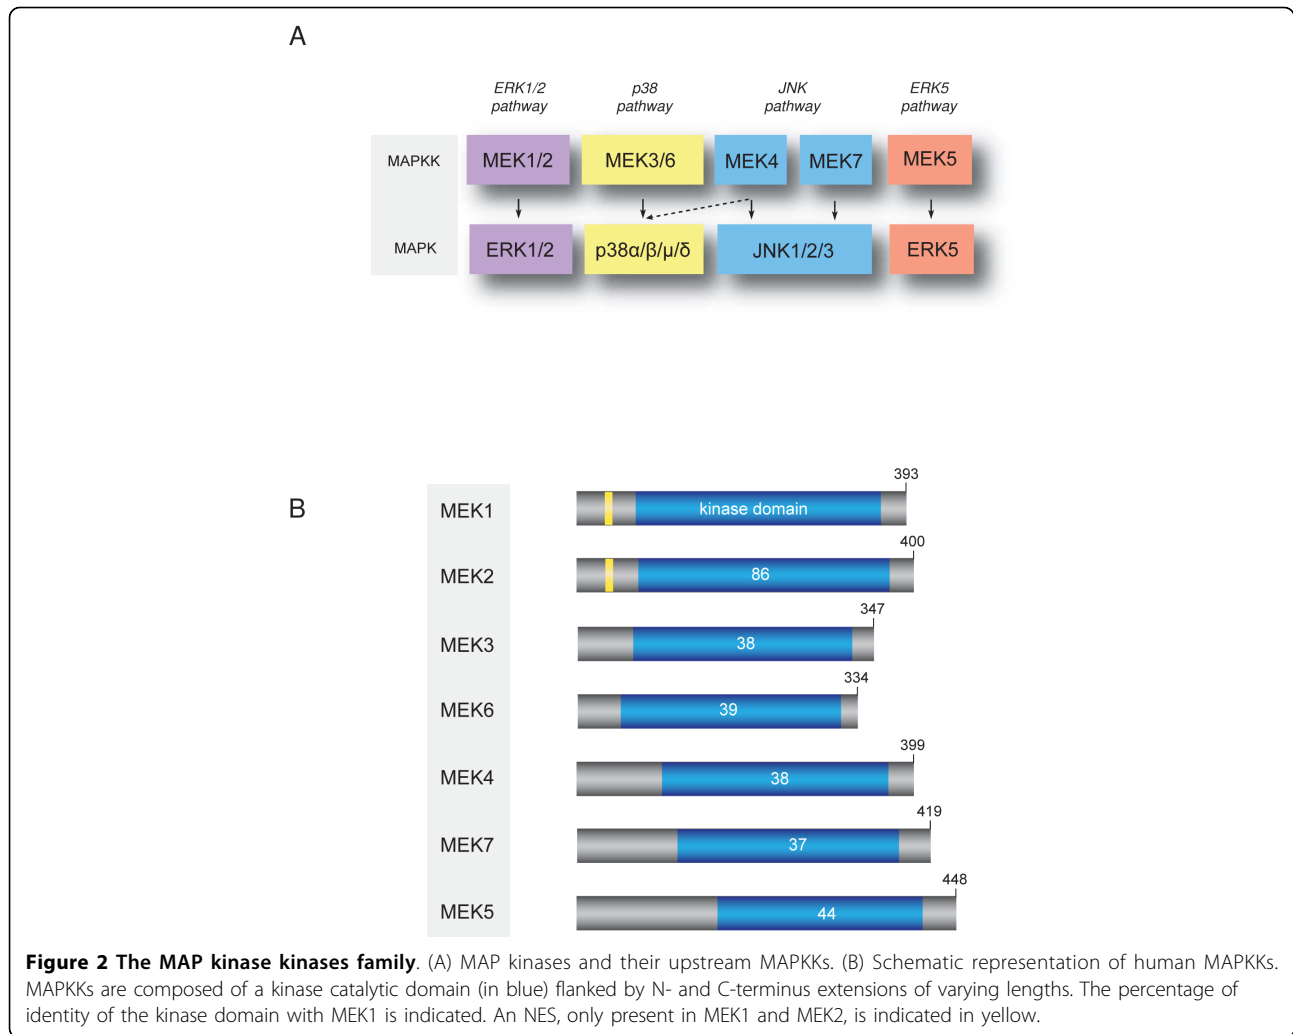 A
ERK1/2 pathway
p38 pathway
JNK pathway
ERK5 pathway
MAPKK
MEK1/2
MEK3/6
MEK4
MEK7
MEK5
MAPK
ERK1/2
p38α/β/μ/δ
JNK1/2/3
ERK5
B
MEK1
kinase domain
393
MEK2
86
400
MEK3
38
347
MEK6
39
334
MEK4
38
399
MEK7
37
419
MEK5
44
448
Figure 2 The MAP kinase kinases family. (A) MAP kinases and their upstream MAPKKs. (B) Schematic representation of human MAPKKs.
MAPKKs are composed of a kinase catalytic domain (in blue) flanked by N- and C-terminus extensions of varying lengths. The percentage of
identity of the kinase domain with MEK1 is indicated. An NES, only present in MEK1 and MEK2, is indicated in yellow.